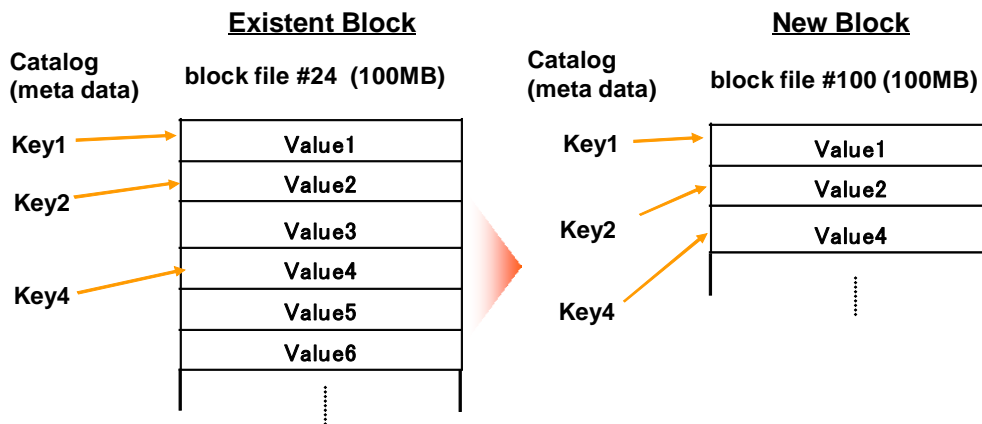 Existent Block
Catalog
(meta data)
block file #24 (100MB)
Key1
Key2
Key4
Value1
Value2
Value3
Value4
Value5
Value6
New Block
Catalog
(meta data)
block file #100 (100MB)
Key1
Key2
Key4
Value1
Value2
Value4